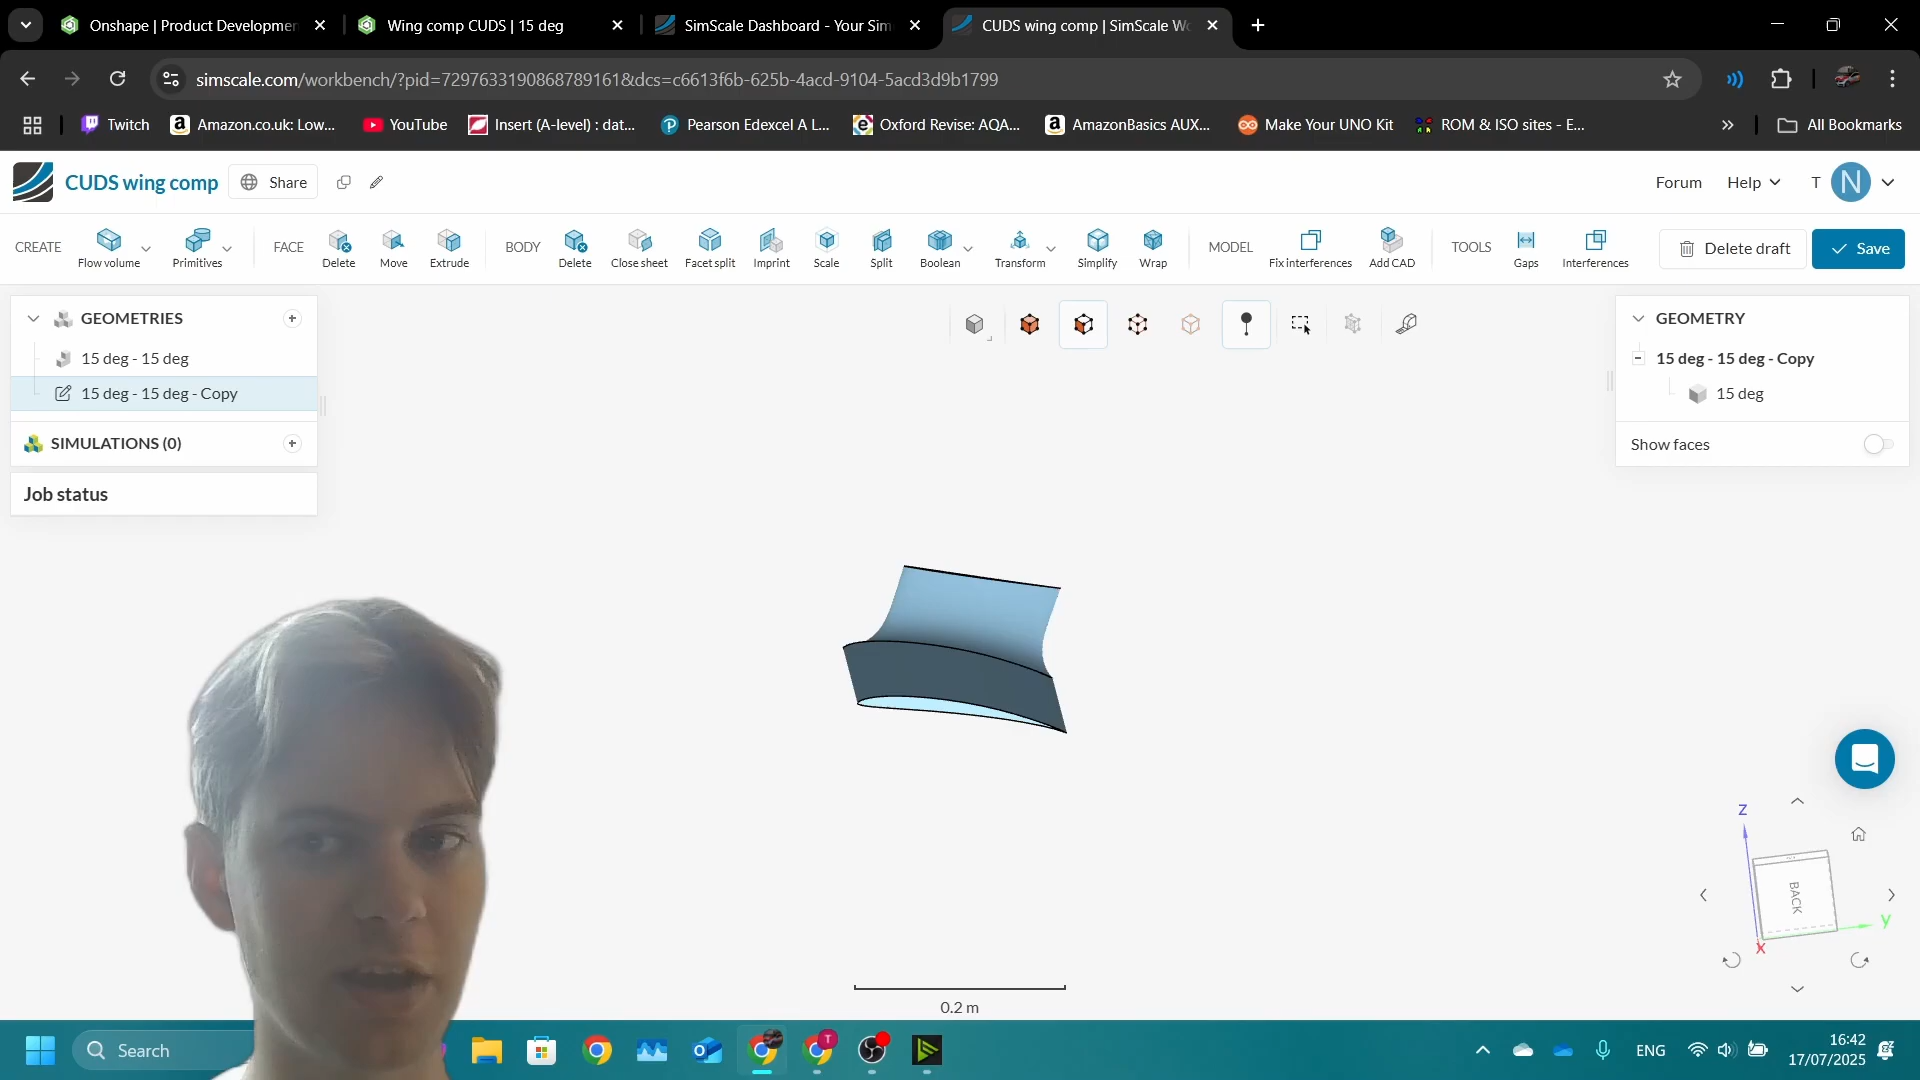 Onshape | Product Developmen
Wing comp CUDS | 15 deg
SimScale Dashboard - Your Sim
CUDS wing comp | SimScale Wo
simscale.com/workbench/?pid=7297633190868789161&dcs=c6613f6b-625b-4acd-9104-5acd3d9b1799
Twitch
Amazon.co.uk: Low...
YouTube
Insert (A-level) : dat...
Pearson Edexcel A L...
Oxford Revise: AQA...
AmazonBasics AUX...
Make Your UNO Kit
ROM & ISO sites - E...
All Bookmarks
CUDS wing comp
Share
Forum
Help
T
N
CREATE
Flow volume
Primitives
FACE
Delete
Move
Extrude
BODY
Delete
Close sheet
Facet split
Imprint
Scale
Split
Boolean
Transform
Simplify
Wrap
MODEL
Fix interferences
Add CAD
TOOLS
Gaps
Interferences
Delete draft
Save
GEOMETRIES
15 deg - 15 deg
15 deg - 15 deg - Copy
SIMULATIONS (0)
Job status
GEOMETRY
15 deg - 15 deg - Copy
15 deg
Show faces
Z
BACK
y
x
0.2 m
Search
T
ENG
16:42
17/07/2025